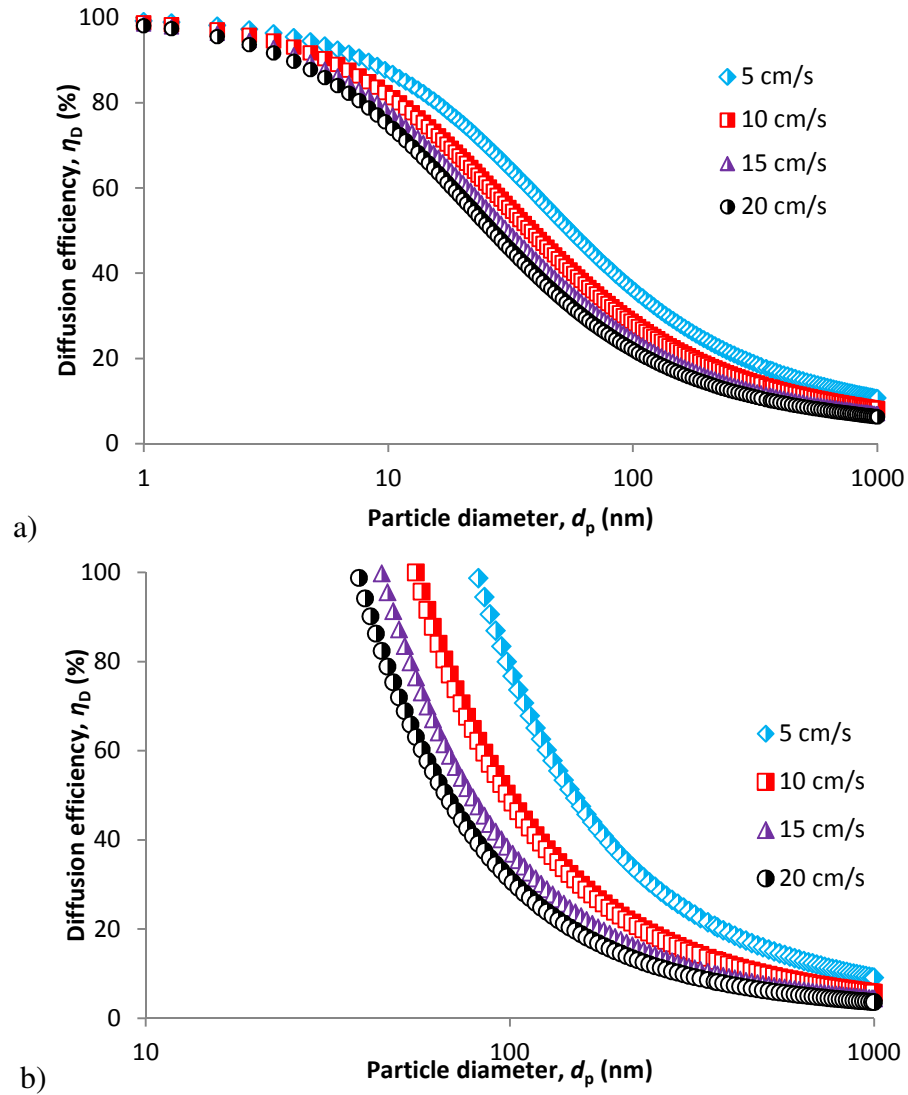 100
80
60
40
20
0
Diffusion efficiency, ηD (%)
5 cm/s
10 cm/s
15 cm/s
20 cm/s
1
10
100
1000
Particle diameter, dp (nm)
a)
100
80
60
40
20
0
Diffusion efficiency, ηD (%)
5 cm/s
10 cm/s
15 cm/s
20 cm/s
10
100
1000
Particle diameter, dp (nm)
b)